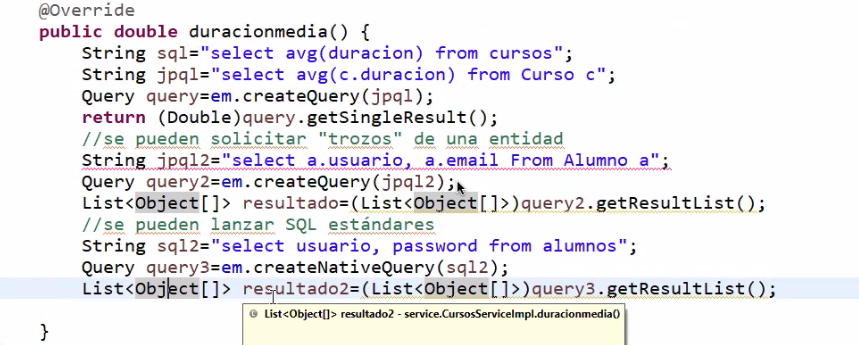 @Override
public double duracionmedia() {
String sql="select avg(duracion) from cursos";
String jpql="select avg(c.duracion) from Curso c";
Query query=em.createQuery(jpql);
return (Double)query.getSingleResult();
//se pueden solicitar "trozos" de una entidad
String jpql2="select a.usuario, a.email From Alumno a";
Query query2=em.createQuery(jpql2);
List<Object[]> resultado=(List<Object[]>)query2.getResultList();
//se pueden lanzar SQL estándares
String sql2="select usuario, password from alumnos";
Query query3=em.createNativeQuery(sql2);
List<Object[]> resultado2=(List<Object[]>)query3.getResultList();
List<Object[]> resultado2 - service.CursosServiceImpl.duracionmedia()
}